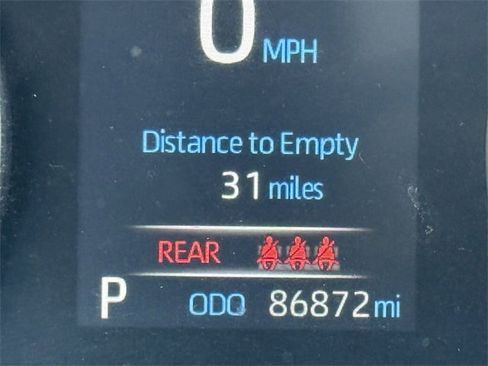 0 MPH
Distance to Empty
31 miles
REAR
P ODO 86872 mi